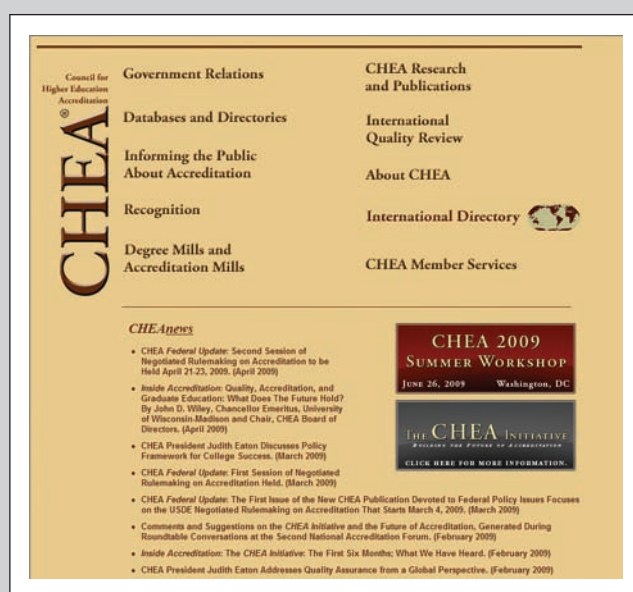 Council for
Higher Education
Accreditation
CHEA®
Government Relations
Databases and Directories
Informing the Public
About Accreditation
Recognition
Degree Mills and
Accreditation Mills
CHEA Research
and Publications
International
Quality Review
About CHEA
International Directory
CHEA Member Services
CHEAnews
• CHEA Federal Update: Second Session of
Negotiated Rulemaking on Accreditation to be
Held April 21-23, 2009. (April 2009)
• Inside Accreditation: Quality, Accreditation, and
Graduate Education: What Does The Future Hold?
By John D. Wiley, Chancellor Emeritus, University
of Wisconsin-Madison and Chair, CHEA Board of
Directors. (April 2009)
• CHEA President Judith Eaton Discusses Policy
Framework for College Success. (March 2009)
• CHEA Federal Update: First Session of Negotiated
Rulemaking on Accreditation Held. (March 2009)
• CHEA Federal Update: The First Issue of the New CHEA Publication Devoted to Federal Policy Issues Focuses
on the USDE Negotiated Rulemaking on Accreditation That Starts March 4, 2009. (March 2009)
• Comments and Suggestions on the CHEA Initiative and the Future of Accreditation, Generated During
Roundtable Conversations at the Second National Accreditation Forum. (February 2009)
• Inside Accreditation: The CHEA Initiative: The First Six Months; What We Have Heard. (February 2009)
• CHEA President Judith Eaton Addresses Quality Assurance from a Global Perspective. (February 2009)
CHEA 2009
SUMMER WORKSHOP
JUNE 26, 2009 Washington, DC
THE CHEA INITIATIVE
BUILDING THE FUTURE OF ACCREDITATION
CLICK HERE FOR MORE INFORMATION.